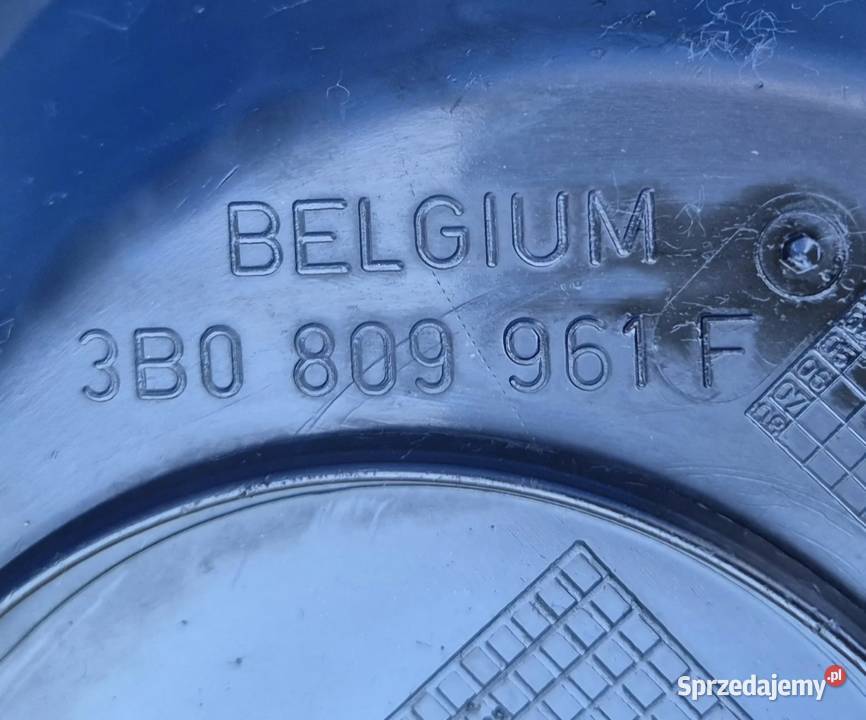 BELGIUM
3B0 809 961 F
Sprzedajemy.pl